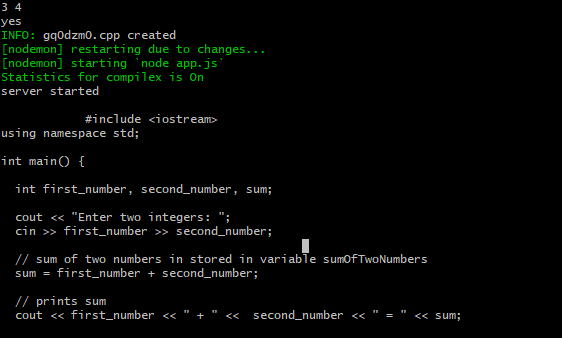 3 4
yes
INFO: gq0dzm0.cpp created
[nodemon] restarting due to changes...
[nodemon] starting `node app.js`
Statistics for compilex is On
server started
#include <iostream>
using namespace std;
int main() {
int first_number, second_number, sum;
cout << "Enter two integers: ";
cin >> first_number >> second_number;
// sum of two numbers in stored in variable sumOfTwoNumbers
sum = first_number + second_number;
// prints sum
cout << first_number << " + " <<  second_number << " = " << sum;